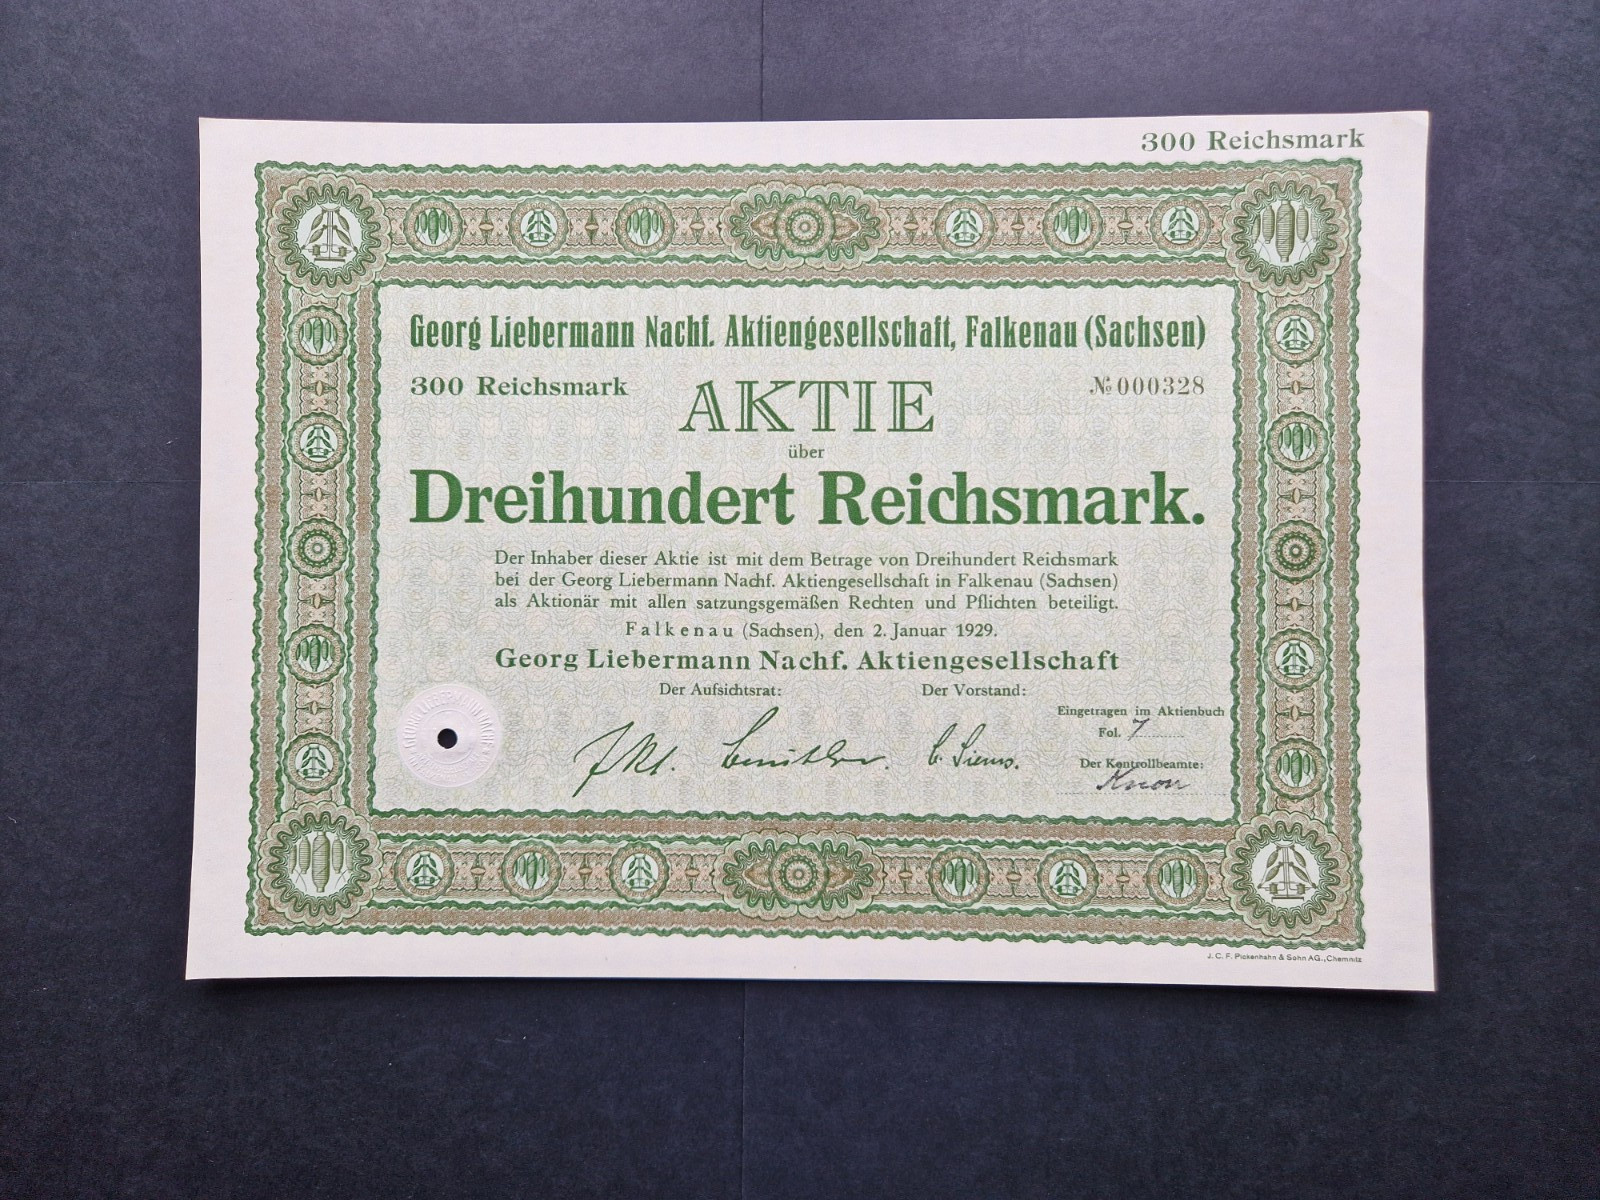 300 Reichsmark
Georg Liebermann Nachf. Aktiengesellschaft, Falkenau (Sachsen)
300 Reichsmark
AKTIE
№ 000328
über
Dreihundert Reichsmark.
Der Inhaber dieser Aktie ist mit dem Betrage von Dreihundert Reichsmark
bei der Georg Liebermann Nachf. Aktiengesellschaft in Falkenau (Sachsen)
als Aktionär mit allen satzungsgemäßen Rechten und Pflichten beteiligt.
Falkenau (Sachsen), den 2. Januar 1929.
Georg Liebermann Nachf. Aktiengesellschaft
Der Aufsichtsrat:
Der Vorstand:
Eingetragen im Aktienbuch
Fol. 7
Der Kontrollbeamte:
J. C. F. Pickenhahn & Sohn AG., Chemnitz